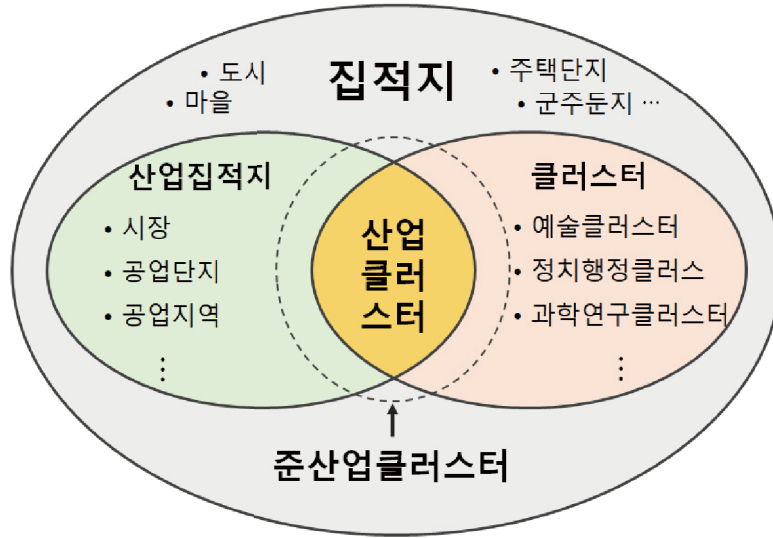 집적지
• 도시
• 마을
• 주택단지
• 군주둔지 ...
산업집적지
• 시장
• 공업단지
• 공업지역
⋮
산업
클러
스터
클러스터
• 예술클러스터
• 정치행정클러스
• 과학연구클러스터
⋮
준산업클러스터